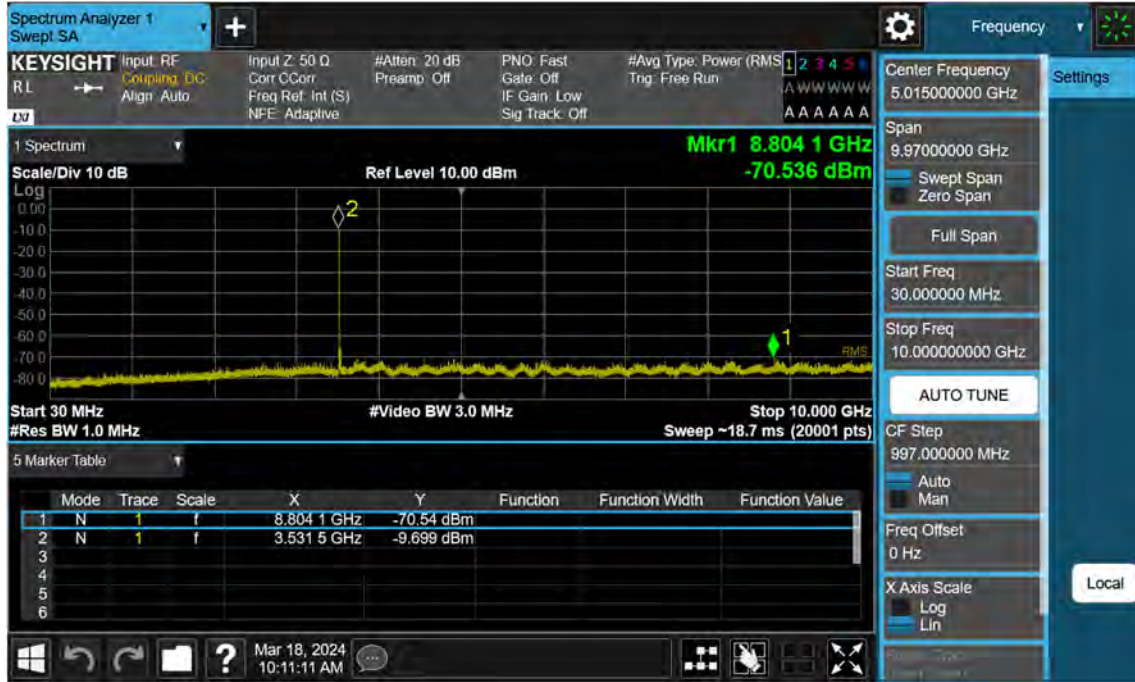 Spectrum Analyzer 1
Swept SA
+
Frequency
KEYSIGHT
Input: RF
Input Z: 50 Ω
#Atten: 20 dB
PNO: Fast
#Avg Type: Power (RMS
1 2 3 4 5 6
RL
Coupling: DC
Corr CCorr
Preamp: Off
Gate: Off
Trig: Free Run
A W W W W W
Align: Auto
Freq Ref: Int (S)
IF Gain: Low
LXI
NFE: Adaptive
Sig Track: Off
A A A A A A
1 Spectrum
Mkr1 8.804 1 GHz
Scale/Div 10 dB
Ref Level 10.00 dBm
-70.536 dBm
Log
0.00
2
-10.0
-20.0
-30.0
-40.0
-50.0
-60.0
1
-70.0
RMS
-80.0
Start 30 MHz
#Video BW 3.0 MHz
Stop 10.000 GHz
#Res BW 1.0 MHz
Sweep ~18.7 ms (20001 pts)
5 Marker Table
Mode Trace Scale X Y Function Function Width Function Value
1 N 1 f 8.804 1 GHz -70.54 dBm
2 N 1 f 3.531 5 GHz -9.699 dBm
3
4
5
6
?
Mar 18, 2024
10:11:11 AM
Center Frequency
5.015000000 GHz
Settings
Span
9.97000000 GHz
Swept Span
Zero Span
Full Span
Start Freq
30.000000 MHz
Stop Freq
10.000000000 GHz
AUTO TUNE
CF Step
997.000000 MHz
Auto
Man
Freq Offset
0 Hz
X Axis Scale
Log
Lin
Local